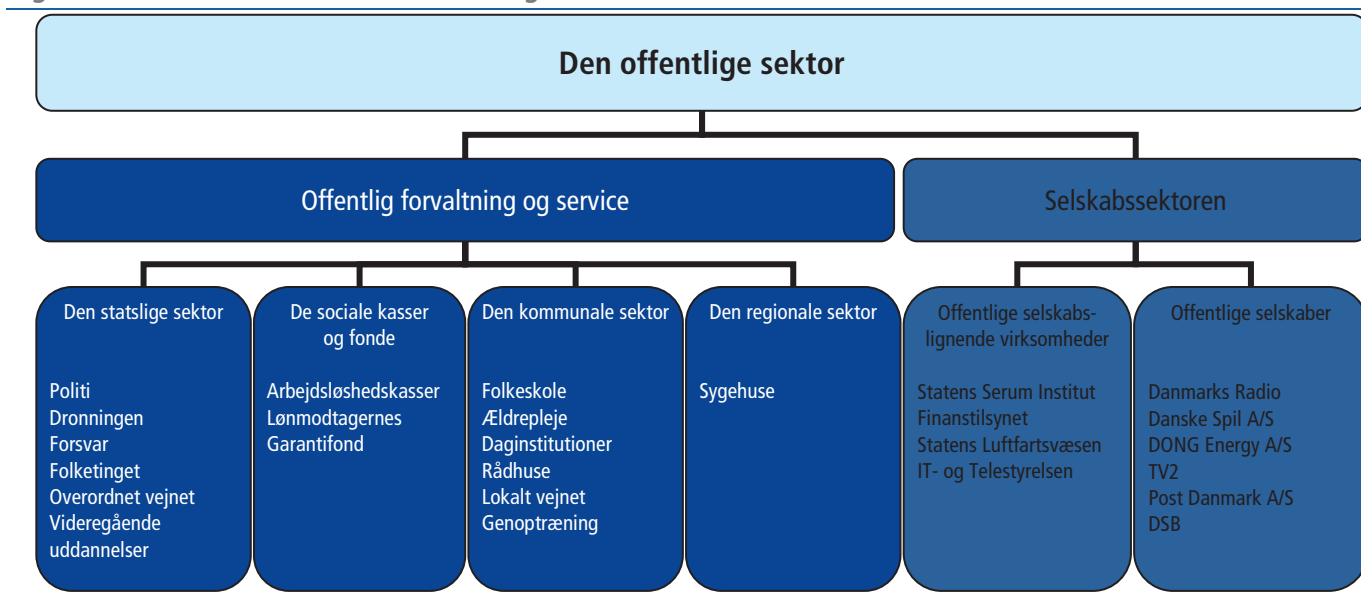 Den offentlige sektor
Offentlig forvaltning og service
Selskabssektoren
Den statslige sektor
Politi
Dronningen
Forsvar
Folketinget
Overordnet vejnet
Videregående
uddannelser
De sociale kasser
og fonde
Arbejdsløshedskasser
Lønmodtagernes
Garantifond
Den kommunale sektor
Folkeskole
Ældrepleje
Daginstitutioner
Rådhuse
Lokalt vejnet
Genoptræning
Den regionale sektor
Sygehuse
Offentlige selskabs-
lignende virksomheder
Statens Serum Institut
Finanstilsynet
Statens Luftfartsvæsen
IT- og Telestyrelsen
Offentlige selskaber
Danmarks Radio
Danske Spil A/S
DONG Energy A/S
TV2
Post Danmark A/S
DSB